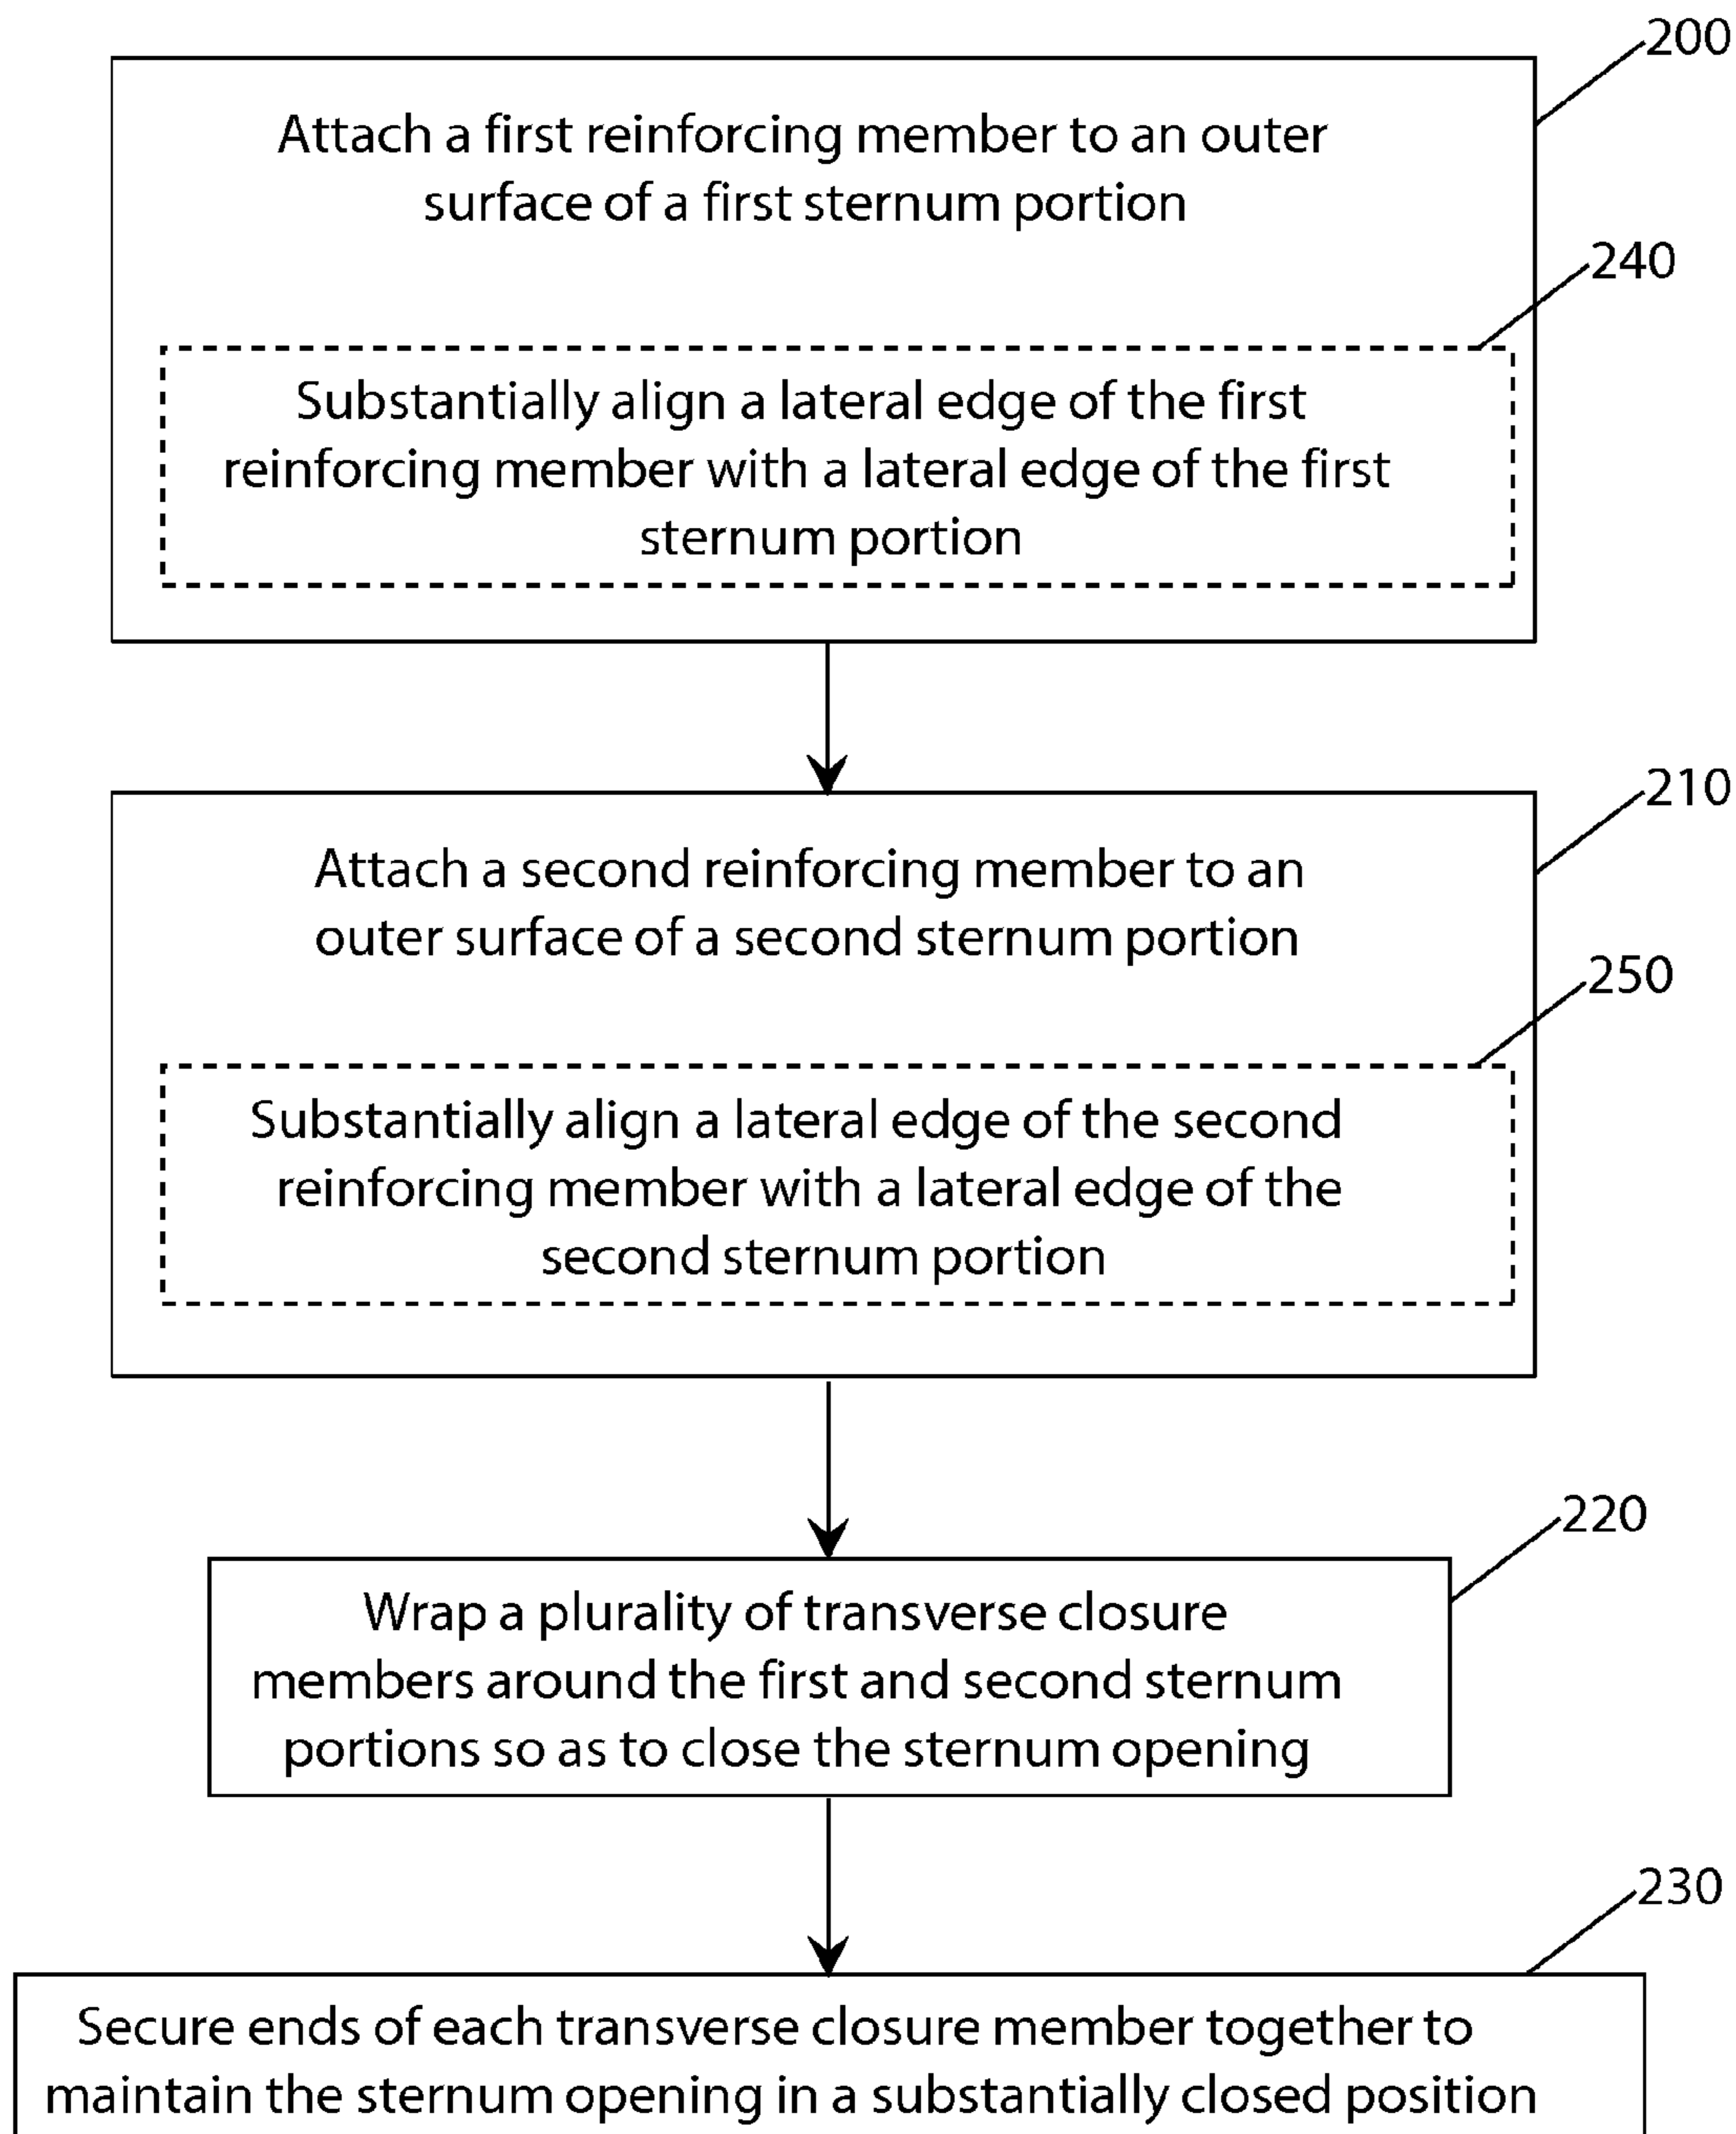 200
Attach a first reinforcing member to an outer
surface of a first sternum portion
240
Substantially align a lateral edge of the first
reinforcing member with a lateral edge of the first
sternum portion
210
Attach a second reinforcing member to an
outer surface of a second sternum portion
250
Substantially align a lateral edge of the second
reinforcing member with a lateral edge of the
second sternum portion
220
Wrap a plurality of transverse closure
members around the first and second sternum
portions so as to close the sternum opening
230
Secure ends of each transverse closure member together to
maintain the sternum opening in a substantially closed position